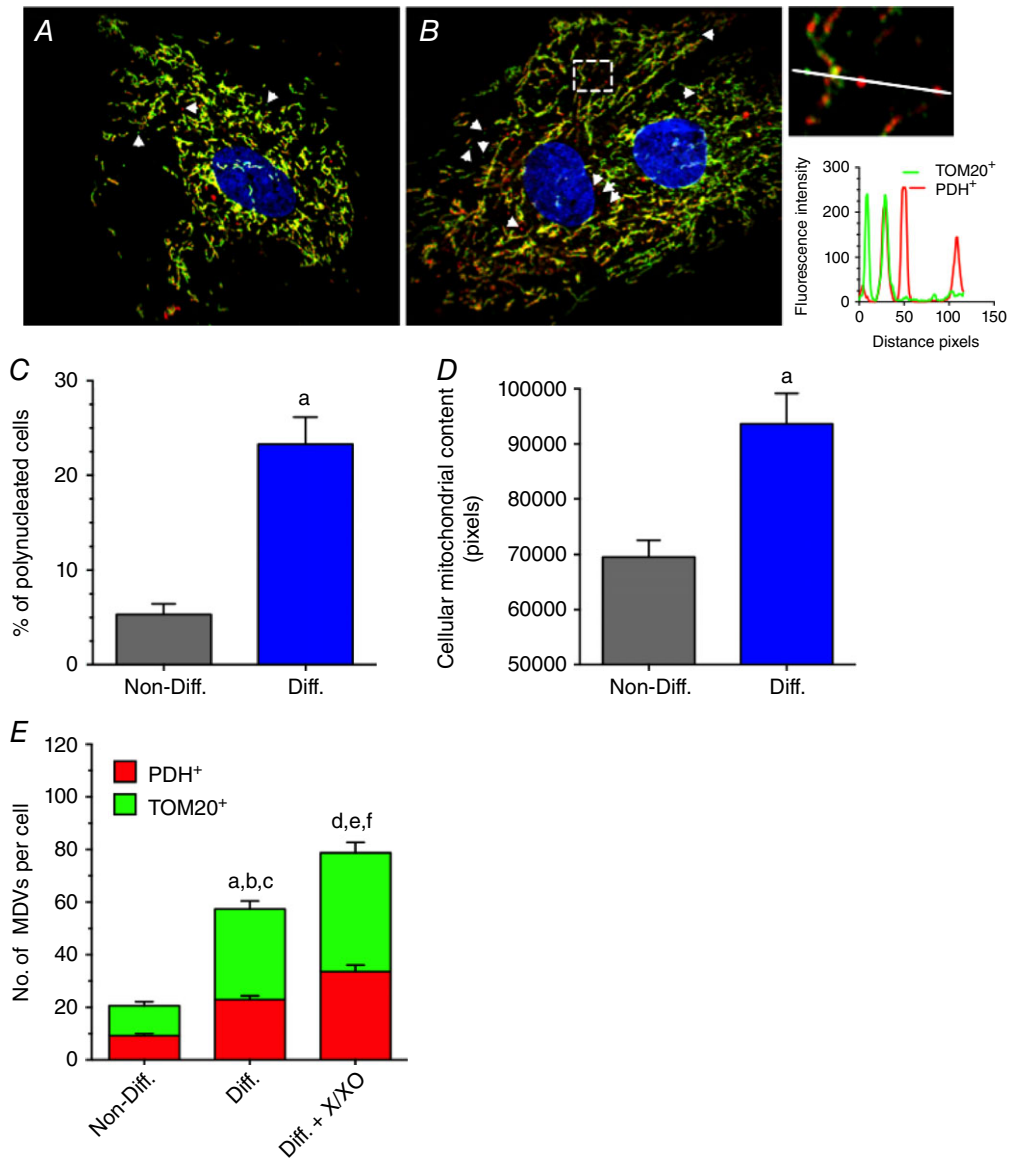 A
B
300
200
100
0
Fluorescence intensity
TOM20+
PDH+
0
50
100
150
Distance pixels
C
30
20
10
0
% of polynucleated cells
a
Non-Diff.
Diff.
D
100000
90000
80000
70000
60000
50000
Cellular mitochondrial content
(pixels)
a
Non-Diff.
Diff.
E
120
100
80
60
40
20
0
No. of MDVs per cell
PDH+
TOM20+
a,b,c
d,e,f
Non-Diff.
Diff.
Diff. + X/XO